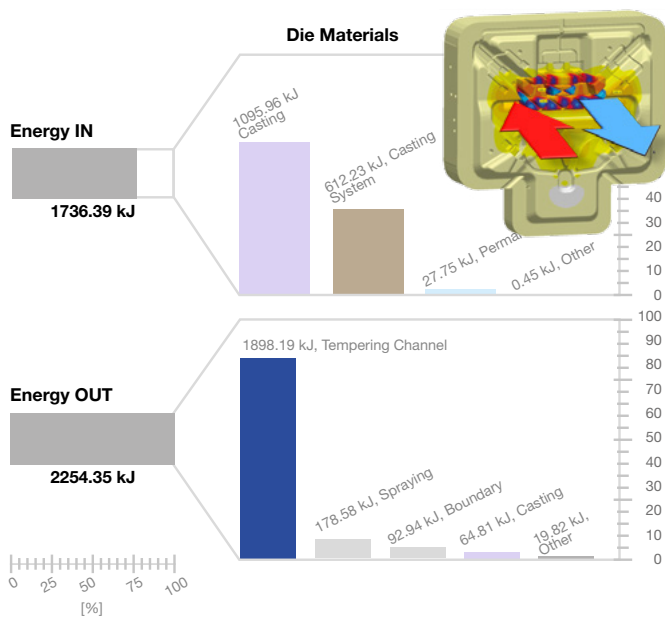 Die Materials
Energy IN
1736.39 kJ
1095.96 kJ
Casting
612.23 kJ, Casting
System
27.75 kJ,
0.45 kJ, Other
40
30
20
10
0
Energy OUT
2254.35 kJ
1898.19 kJ, Tempering Channel
178.58 kJ, Spraying
92.94 kJ, Boundary
64.81 kJ, Casting
19.82 kJ,
Other
100
90
80
70
60
50
40
30
20
10
0
0 25 50 75 100
[%]